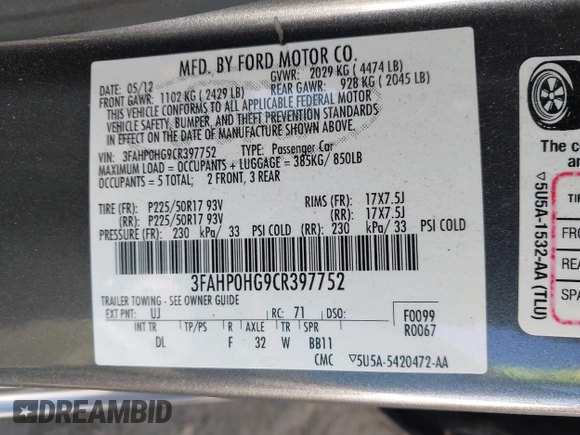 MFD. BY FORD MOTOR CO.
DATE: 05/12 GVWR: 2029 KG ( 4474 LB)
FRONT GAWR: 1102 KG ( 2429 LB) REAR GAWR: 928 KG ( 2045 LB)
THIS VEHICLE CONFORMS TO ALL APPLICABLE FEDERAL MOTOR
VEHICLE SAFETY, BUMPER, AND THEFT PREVENTION STANDARDS
IN EFFECT ON THE DATE OF MANUFACTURE SHOWN ABOVE.
VIN: 3FAHP0HG9CR397752 TYPE: Passenger Car
MAXIMUM LOAD = OCCUPANTS + LUGGAGE = 385KG/ 850LB
OCCUPANTS = 5 TOTAL; 2 FRONT, 3 REAR
TIRE (FR): P225/50R17 93V RIMS (FR): 17X7.5J
(RR): P225/50R17 93V (RR): 17X7.5J
PRESSURE (FR): 230 kPa/ 33 PSI COLD (RR): 230 kPa/ 33 PSI COLD
3FAHP0HG9CR397752
TRAILER TOWING - SEE OWNER GUIDE
EXT PNT: UJ RC: 71 DSO: F0099
R0067
INT TR TP/PS R AXLE TR SPR
DL F 32 W BB11
CMC ▽5U5A-5420472-AA
The co
an
▽5U5A-1532-AA (TLU)
TI
FRO
REA
SPA
DREAMBID